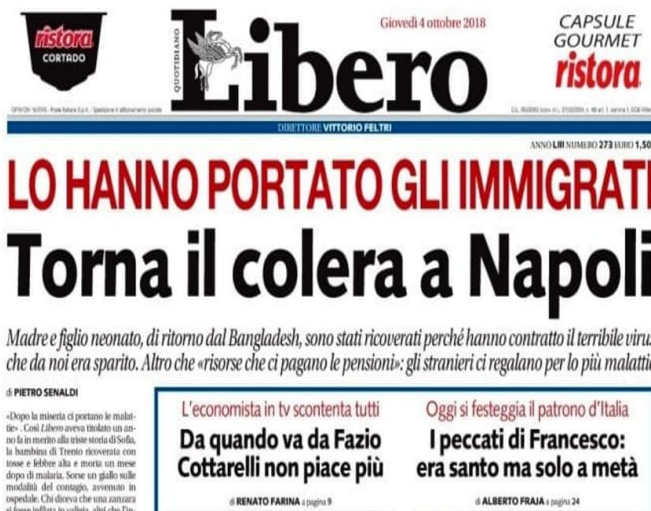 ristora
CORTADO
QUOTIDIANO
Libero
Giovedì 4 ottobre 2018
CAPSULE
GOURMET
ristora
DIRETTORE VITTORIO FELTRI
ANNO LIII NUMERO 273 EURO 1,50
LO HANNO PORTATO GLI IMMIGRATI
Torna il colera a Napoli
Madre e figlio neonato, di ritorno dal Bangladesh, sono stati ricoverati perché hanno contratto il terribile virus
che da noi era sparito. Altro che «risorse che ci pagano le pensioni»: gli stranieri ci regalano per lo più malattie
di PIETRO SENALDI
«Dopo la miseria ci portano le malat-
tie». Così Libero aveva titolato un an-
no fa in merito alla triste storia di Sofia,
la bambina di Trento ricoverata con
tosse e febbre alta e morta un mese
dopo di malaria. Sorse un giallo sulle
modalità del contagio, avvenuto in
ospedale. Chi diceva che una zanzara
L'economista in tv scontenta tutti
Da quando va da Fazio
Cottarelli non piace più
di RENATO FARINA a pagina 9
Oggi si festeggia il patrono d'Italia
I peccati di Francesco:
era santo ma solo a metà
di ALBERTO FRAJA a pagina 24